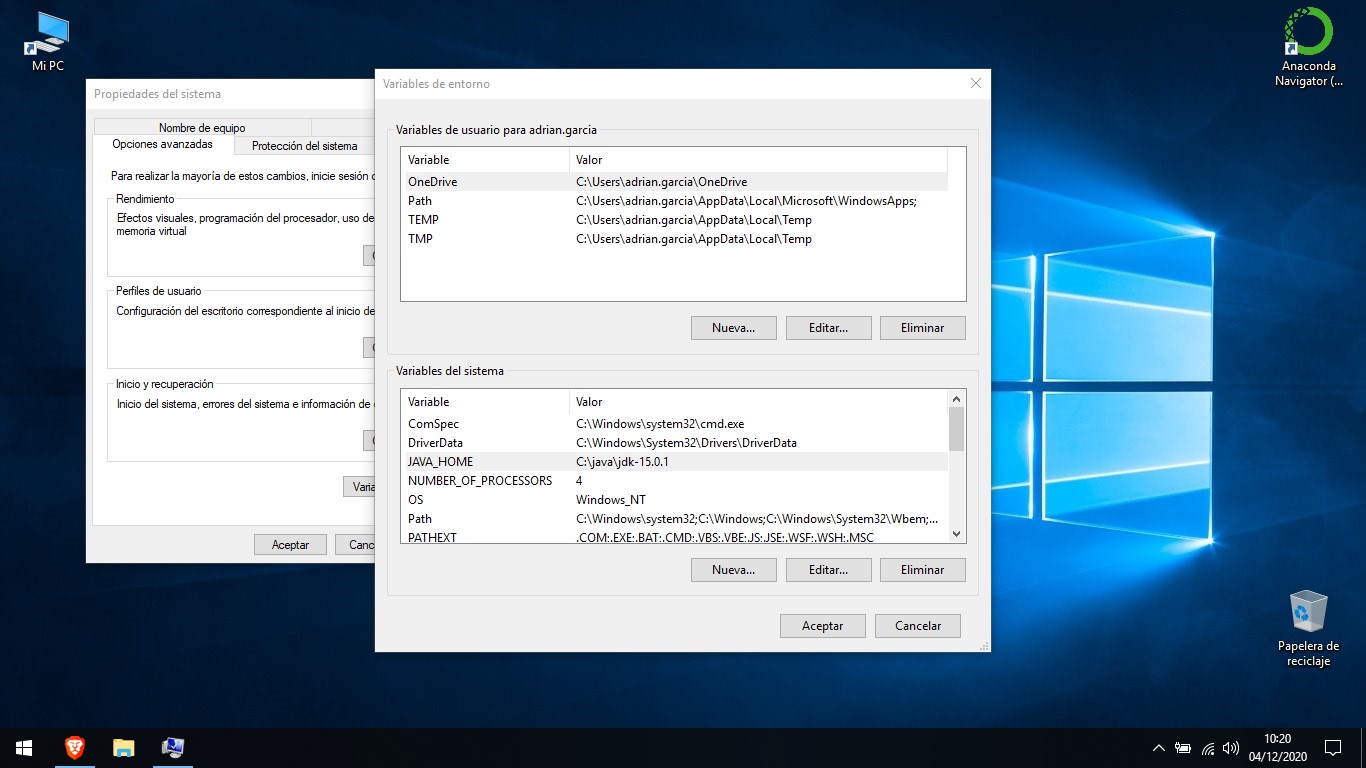 Mi PC
Anaconda
Navigator (...
Propiedades del sistema
Nombre de equipo
Opciones avanzadas
Protección del sistema
Para realizar la mayoría de estos cambios, inicie sesión
Rendimiento
Efectos visuales, programación del procesador, uso de
memoria virtual
Perfiles de usuario
Configuración del escritorio correspondiente al inicio de
Inicio y recuperación
Inicio del sistema, errores del sistema e información de
Aceptar
Variables de entorno
Variables de usuario para adrian.garcia
Variable Valor
OneDrive C:\Users\adrian.garcia\OneDrive
Path C:\Users\adrian.garcia\AppData\Local\Microsoft\WindowsApps;
TEMP C:\Users\adrian.garcia\AppData\Local\Temp
TMP C:\Users\adrian.garcia\AppData\Local\Temp
Nueva... Editar... Eliminar
Variables del sistema
Variable Valor
ComSpec C:\Windows\system32\cmd.exe
DriverData C:\Windows\System32\Drivers\DriverData
JAVA_HOME C:\java\jdk-15.0.1
NUMBER_OF_PROCESSORS 4
OS Windows_NT
Path C:\Windows\system32;C:\Windows;C:\Windows\System32\Wbem;...
PATHEXT .COM;.EXE;.BAT;.CMD;.VBS;.VBE;.JS;.JSE;.WSF;.WSH;.MSC
Nueva... Editar... Eliminar
Aceptar Cancelar
Papelera de
reciclaje
10:20
04/12/2020